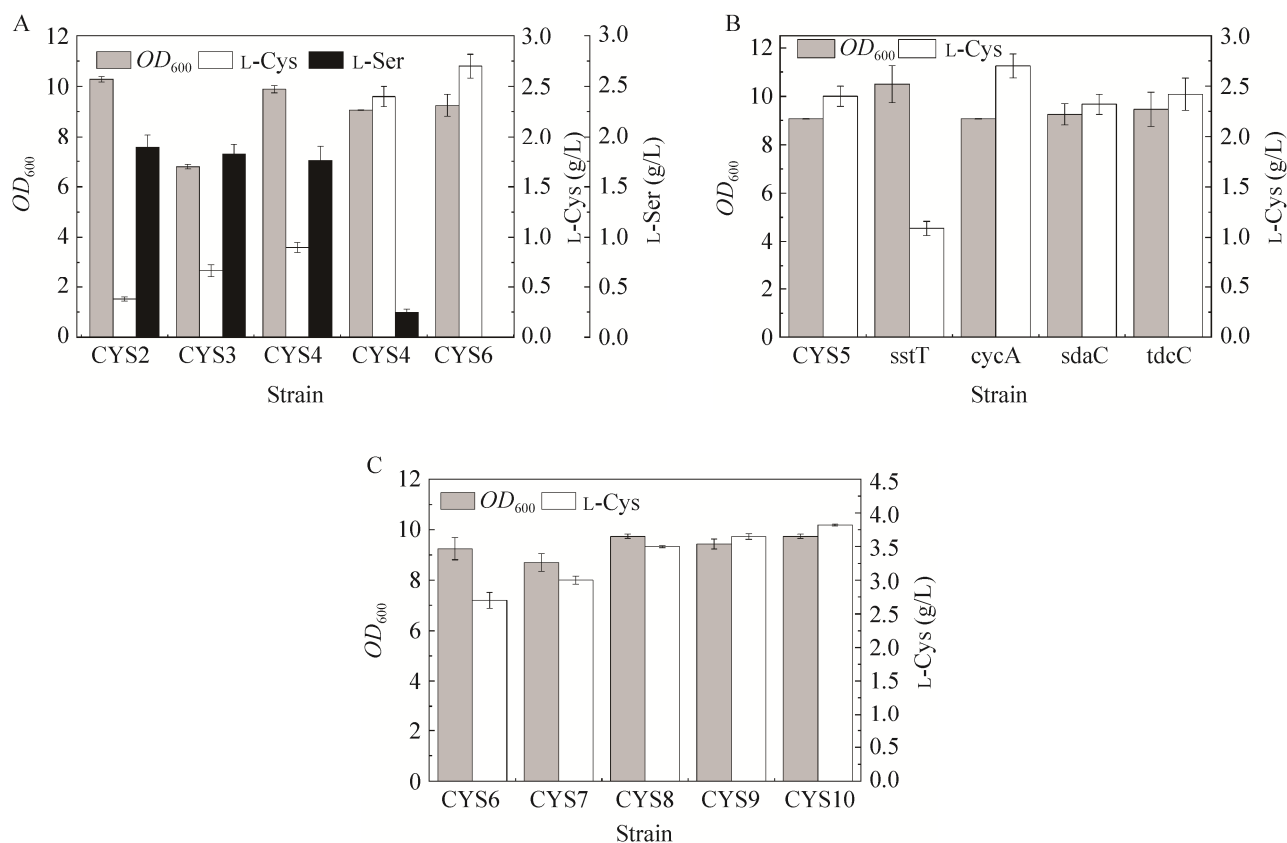 A
OD600 L-Cys L-Ser
12
10
8
6
4
2
0
OD600
3.0
2.5
2.0
1.5
1.0
0.5
0.0
L-Cys (g/L)
3.0
2.5
2.0
1.5
1.0
0.5
0.0
L-Ser (g/L)
CYS2 CYS3 CYS4 CYS4 CYS6
Strain
B
OD600 L-Cys
12
10
8
6
4
2
0
OD600
3.0
2.5
2.0
1.5
1.0
0.5
0.0
L-Cys (g/L)
CYS5 sstT cycA sdaC tdcC
Strain
C
OD600 L-Cys
12
10
8
6
4
2
0
OD600
4.5
4.0
3.5
3.0
2.5
2.0
1.5
1.0
0.5
0.0
L-Cys (g/L)
CYS6 CYS7 CYS8 CYS9 CYS10
Strain